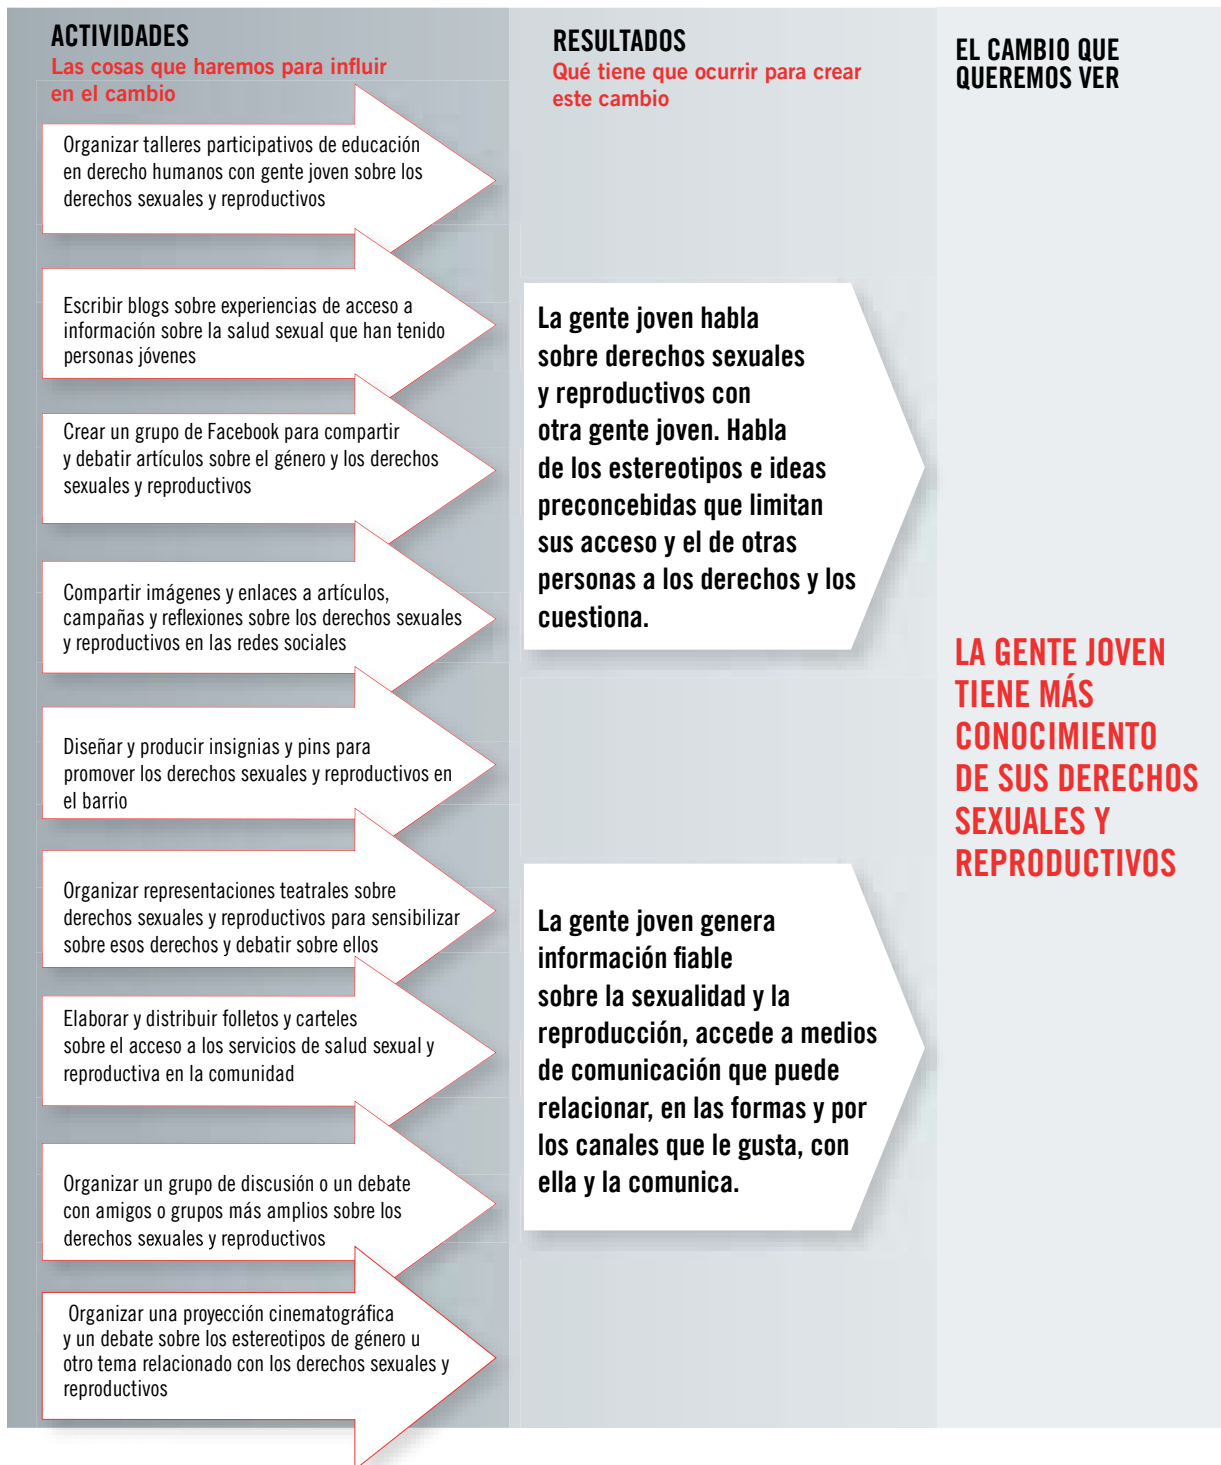 ACTIVIDADES
Las cosas que haremos para influir
en el cambio
Organizar talleres participativos de educación
en derecho humanos con gente joven sobre los
derechos sexuales y reproductivos
Escribir blogs sobre experiencias de acceso a
información sobre la salud sexual que han tenido
personas jóvenes
Crear un grupo de Facebook para compartir
y debatir artículos sobre el género y los derechos
sexuales y reproductivos
Compartir imágenes y enlaces a artículos,
campañas y reflexiones sobre los derechos sexuales
y reproductivos en las redes sociales
Diseñar y producir insignias y pins para
promover los derechos sexuales y reproductivos en
el barrio
Organizar representaciones teatrales sobre
derechos sexuales y reproductivos para sensibilizar
sobre esos derechos y debatir sobre ellos
Elaborar y distribuir folletos y carteles
sobre el acceso a los servicios de salud sexual y
reproductiva en la comunidad
Organizar un grupo de discusión o un debate
con amigos o grupos más amplios sobre los
derechos sexuales y reproductivos
Organizar una proyección cinematográfica
y un debate sobre los estereotipos de género u
otro tema relacionado con los derechos sexuales y
reproductivos
RESULTADOS
Qué tiene que ocurrir para crear
este cambio
La gente joven habla
sobre derechos sexuales
y reproductivos con
otra gente joven. Habla
de los estereotipos e ideas
preconcebidas que limitan
sus acceso y el de otras
personas a los derechos y los
cuestiona.
La gente joven genera
información fiable
sobre la sexualidad y la
reproducción, accede a medios
de comunicación que puede
relacionar, en las formas y por
los canales que le gusta, con
ella y la comunica.
EL CAMBIO QUE
QUEREMOS VER
LA GENTE JOVEN
TIENE MÁS
CONOCIMIENTO
DE SUS DERECHOS
SEXUALES Y
REPRODUCTIVOS